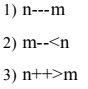 1) n---m
2) m--<n
3) n++>m